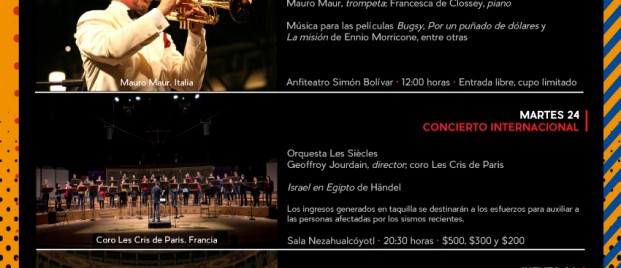 Mauro Maur, trompeta; Francesca de Clossey, piano
Música para las películas Bugsy, Por un puñado de dólares y
La misión de Ennio Morricone, entre otras
Mauro Maur. Italia
Anfiteatro Simón Bolívar • 12:00 horas • Entrada libre, cupo limitado
MARTES 24
CONCIERTO INTERNACIONAL
Orquesta Les Siècles
Geoffroy Jourdain, director; coro Les Cris de Paris
Israel en Egipto de Händel
Los ingresos generados en taquilla se destinarán a los esfuerzos para auxiliar a
las personas afectadas por los sismos recientes.
Coro Les Cris de Paris. Francia
Sala Nezahualcóyotl • 20:30 horas • $500, $300 y $200